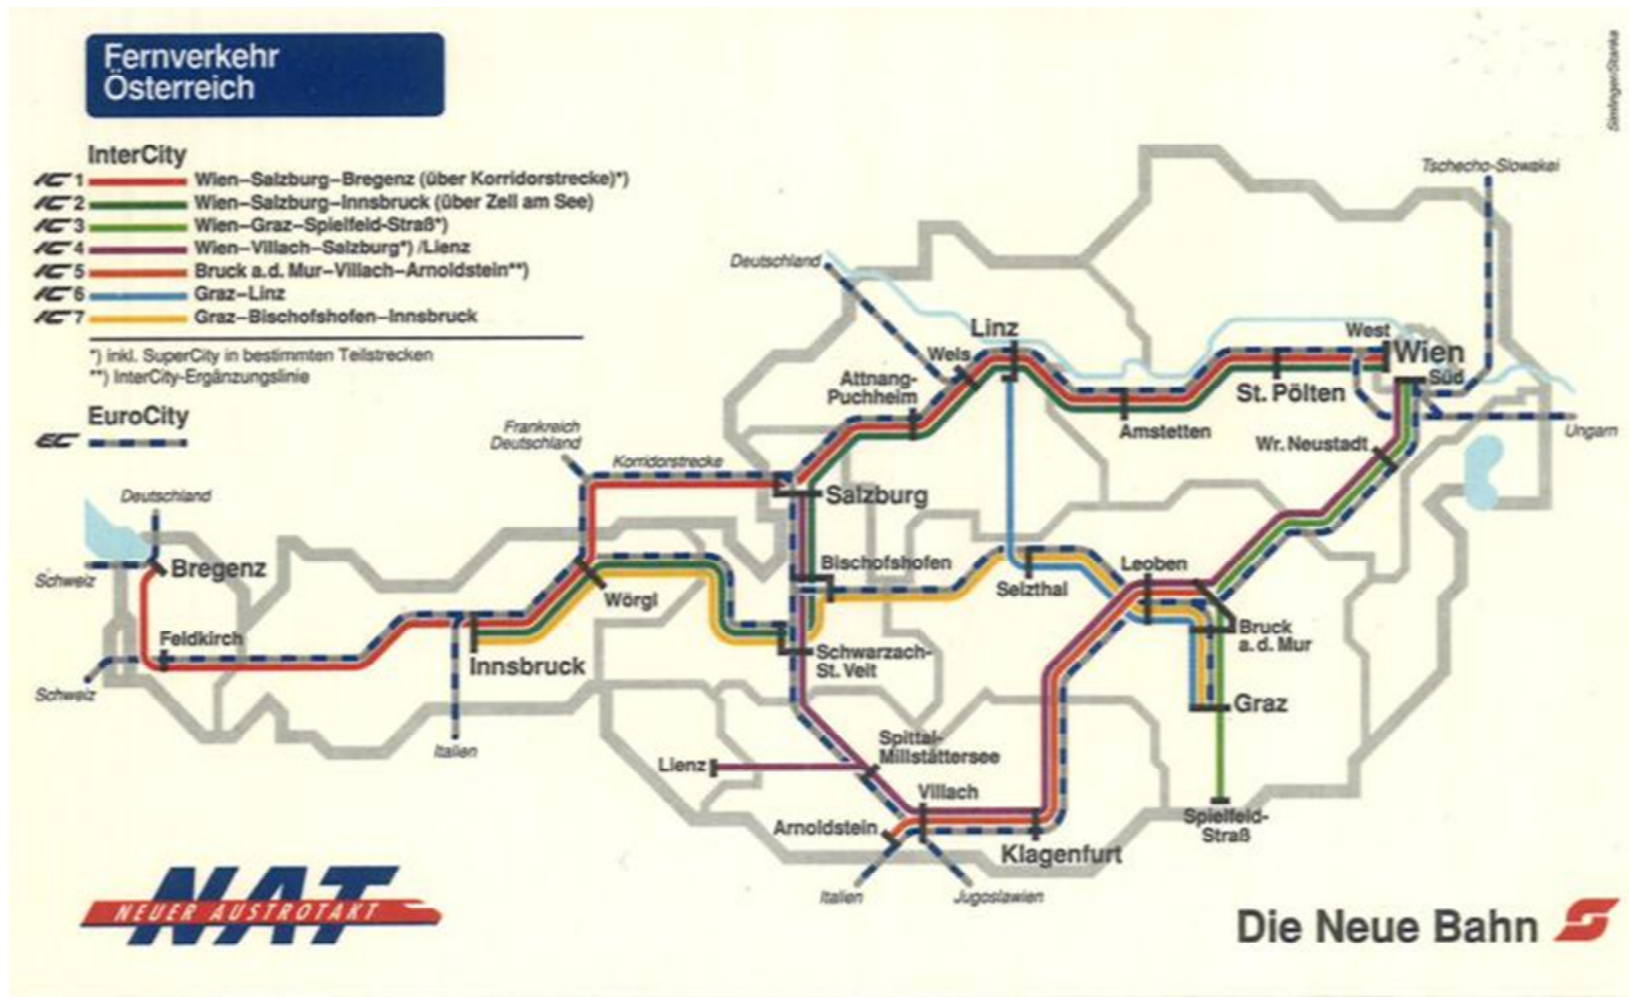 Fernverkehr
Österreich
Simlinger/Stanka
InterCity
IC 1 Wien–Salzburg–Bregenz (über Korridorstrecke)*)
IC 2 Wien–Salzburg–Innsbruck (über Zell am See)
IC 3 Wien–Graz–Spielfeld-Straß*)
IC 4 Wien–Villach–Salzburg*) /Lienz
IC 5 Bruck a.d. Mur–Villach–Arnoldstein**)
IC 6 Graz–Linz
IC 7 Graz–Bischofshofen–Innsbruck
*) inkl. SuperCity in bestimmten Teilstrecken
**) InterCity-Ergänzungslinie
EuroCity
EC
Tschecho-Slowakei
Deutschland
Linz
Wels
West
Wien
Süd
Attnang-
Puchheim
St. Pölten
Amstetten
Ungarn
Wr. Neustadt
Frankreich
Deutschland
Korridorstrecke
Salzburg
Deutschland
Schweiz
Bregenz
Bischofshofen
Leoben
Selzthal
Wörgl
Feldkirch
Bruck
a. d. Mur
Innsbruck
Schwarzach-
St. Veit
Schweiz
Graz
Italien
Spittal-
Millstättersee
Lienz
Villach
Arnoldstein
Spielfeld-
Straß
Klagenfurt
Italien
Jugoslawien
NAT
NEUER AUSTROTAKT
Die Neue Bahn